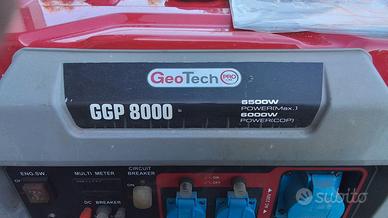 GeoTech PRO
GGP 8000
6500W
POWER(Max.)
6000W
POWER(COP)
ENG-SW
MULTI METER
CIRCUIT
BREAKER
DC
BREAKER
ON
subito